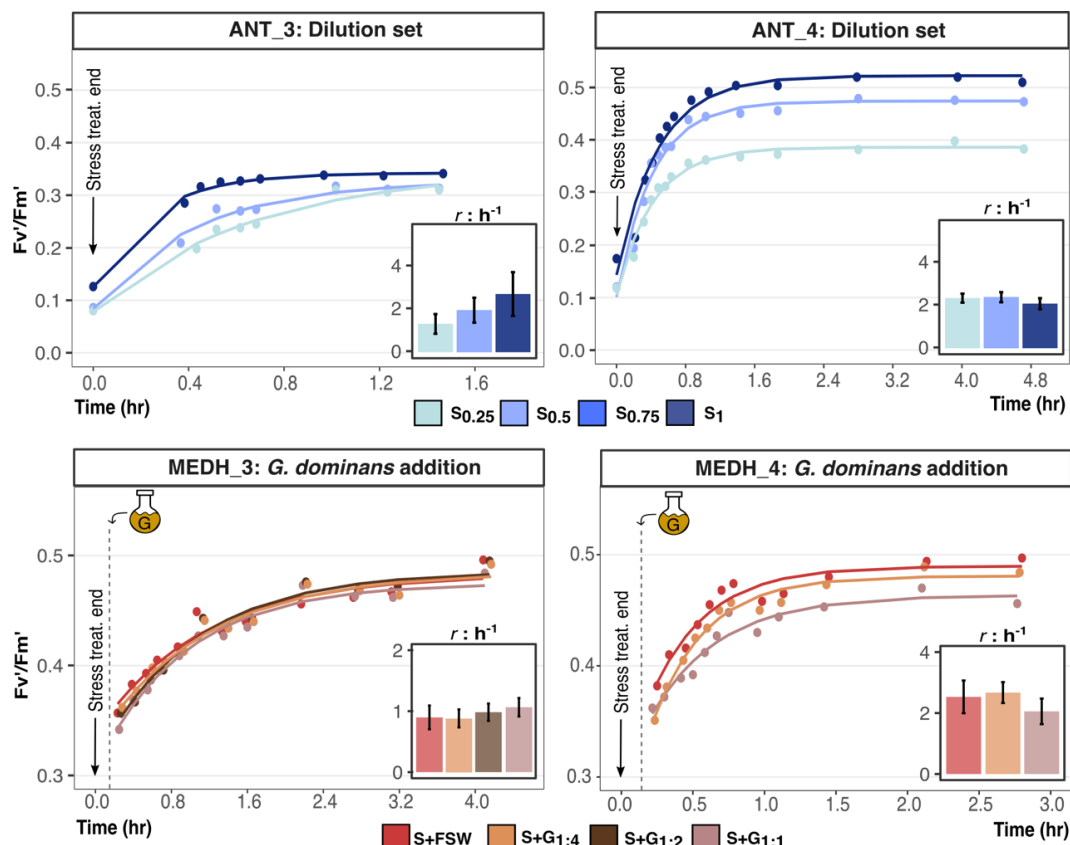 ANT_3: Dilution set
ANT_4: Dilution set
Fv'/Fm'
0.5
0.4
0.3
0.2
0.1
0.0
Stress treat. end
r : h-1
4
2
0
0.0
0.4
0.8
1.2
1.6
Time (hr)
0.5
0.4
0.3
0.2
0.1
0.0
Stress treat. end
r : h-1
4
2
0
0.0
0.8
1.6
2.4
3.2
4.0
4.8
Time (hr)
S0.25
S0.5
S0.75
S1
MEDH_3: G. dominans addition
MEDH_4: G. dominans addition
Fv'/Fm'
0.5
0.4
0.3
G
Stress treat. end
r : h-1
2
1
0
0.0
0.8
1.6
2.4
3.2
4.0
Time (hr)
0.5
0.4
0.3
G
Stress treat. end
r : h-1
4
2
0
0.0
0.5
1.0
1.5
2.0
2.5
3.0
Time (hr)
S+FSW
S+G1:4
S+G1:2
S+G1:1